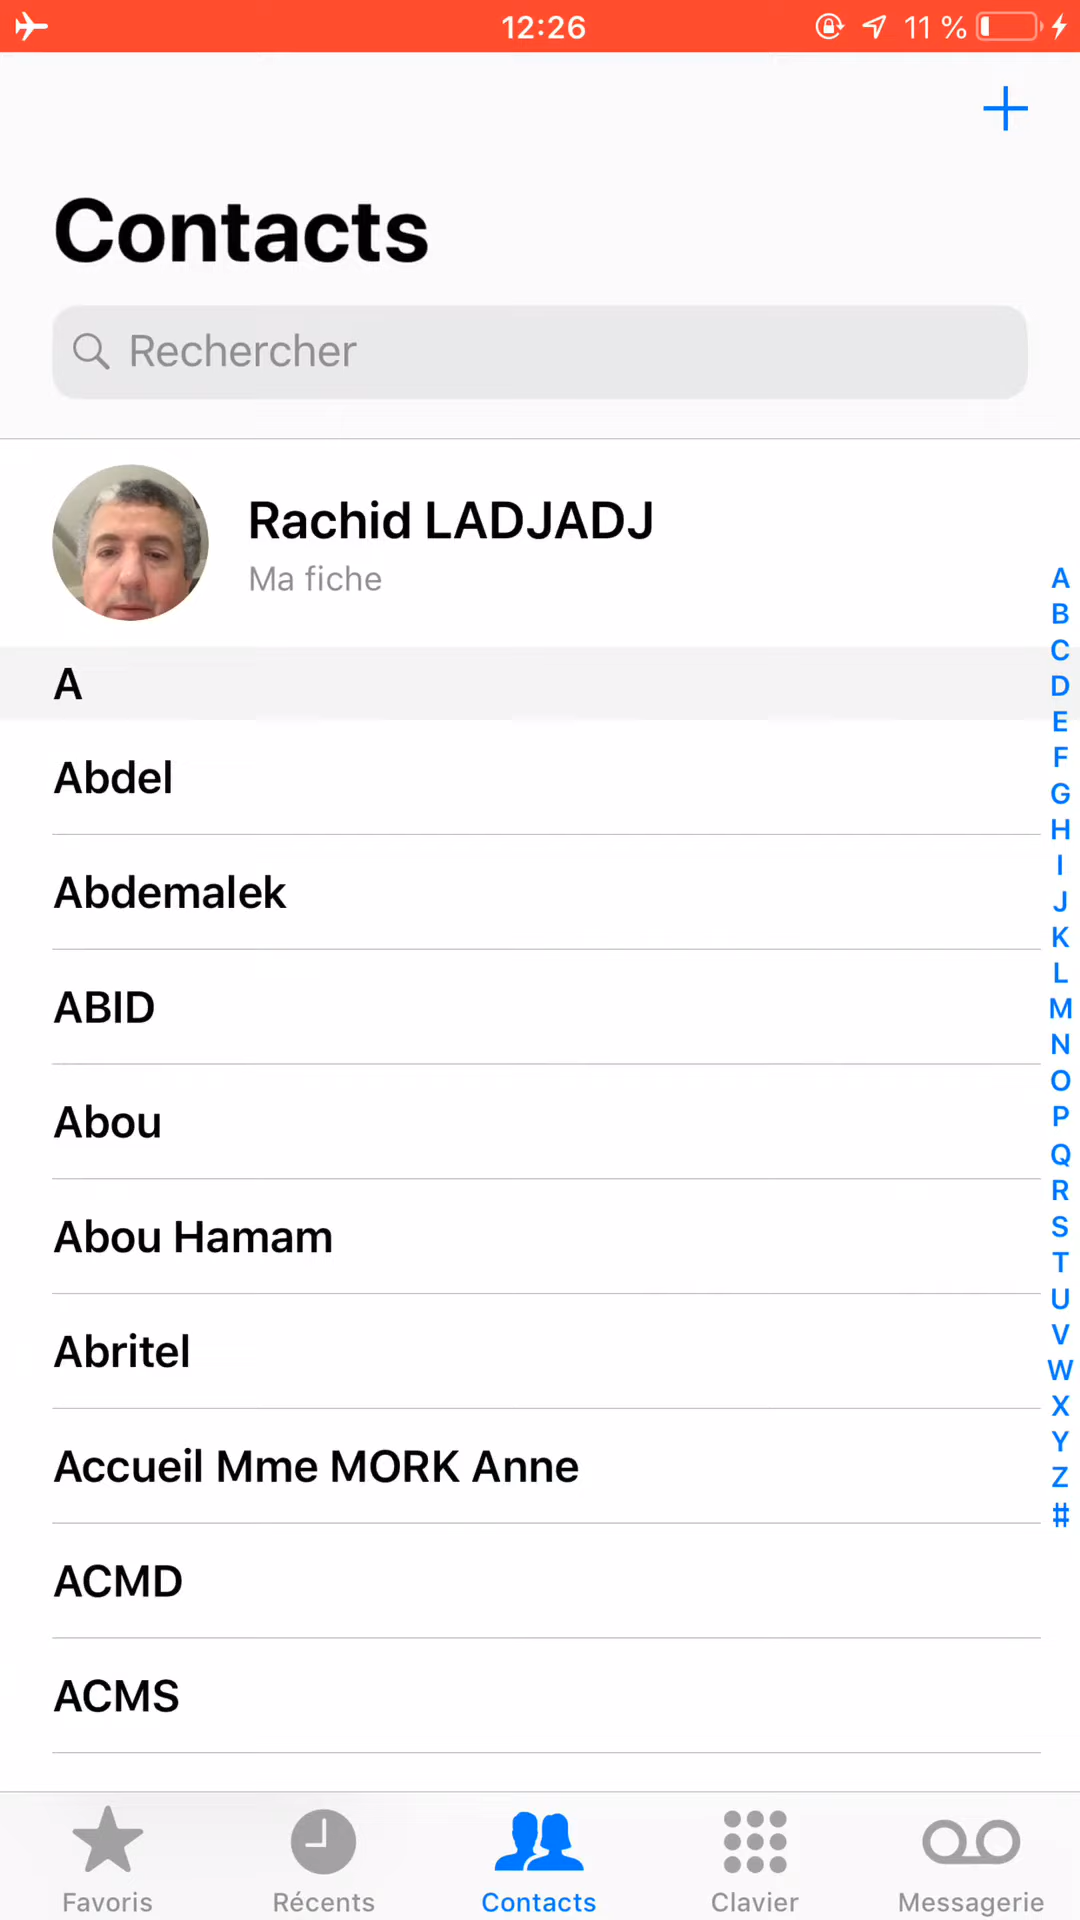 12:26
11 %
Contacts
Rechercher
Rachid LADJADJ
Ma fiche
A
Abdel
Abdemalek
ABID
Abou
Abou Hamam
Abritel
Accueil Mme MORK Anne
ACMD
ACMS
A
B
C
D
E
F
G
H
I
J
K
L
M
N
O
P
Q
R
S
T
U
V
W
X
Y
Z
#
Favoris
Récents
Contacts
Clavier
Messagerie